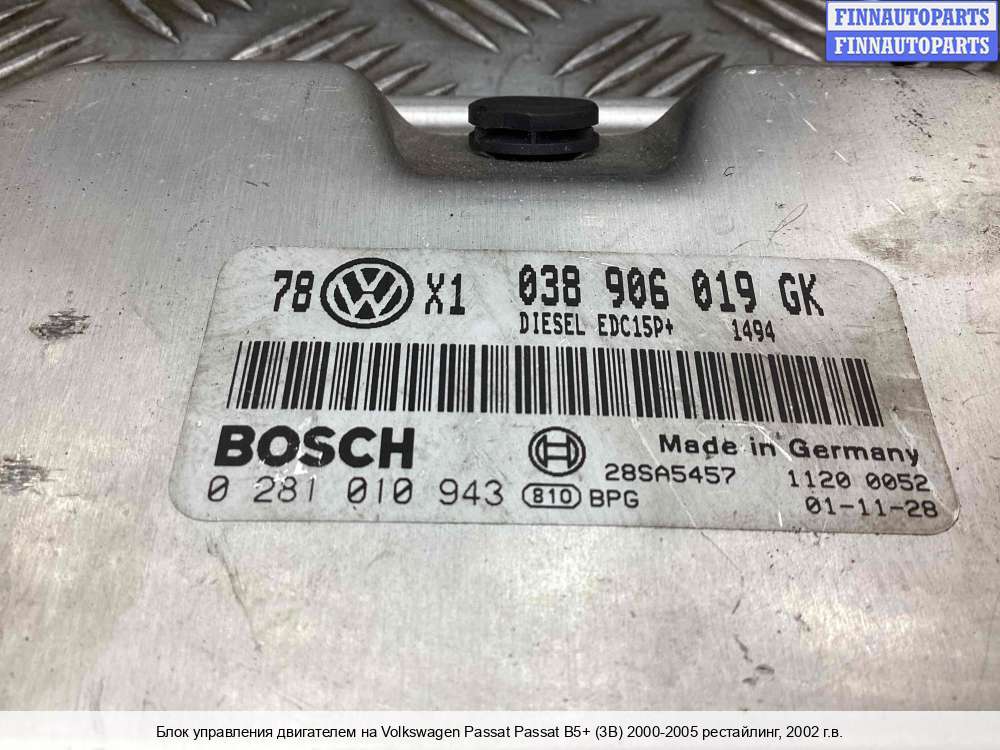 FINNAUTOPARTS
FINNAUTOPARTS
78 VW X1 038 906 019 GK
DIESEL EDC15P+ 1494
BOSCH Made in Germany
28SA5457 1120 0052
0 281 010 943 810 BPG 01-11-28
Блок управления двигателем на Volkswagen Passat Passat B5+ (3B) 2000-2005 рестайлинг, 2002 г.в.